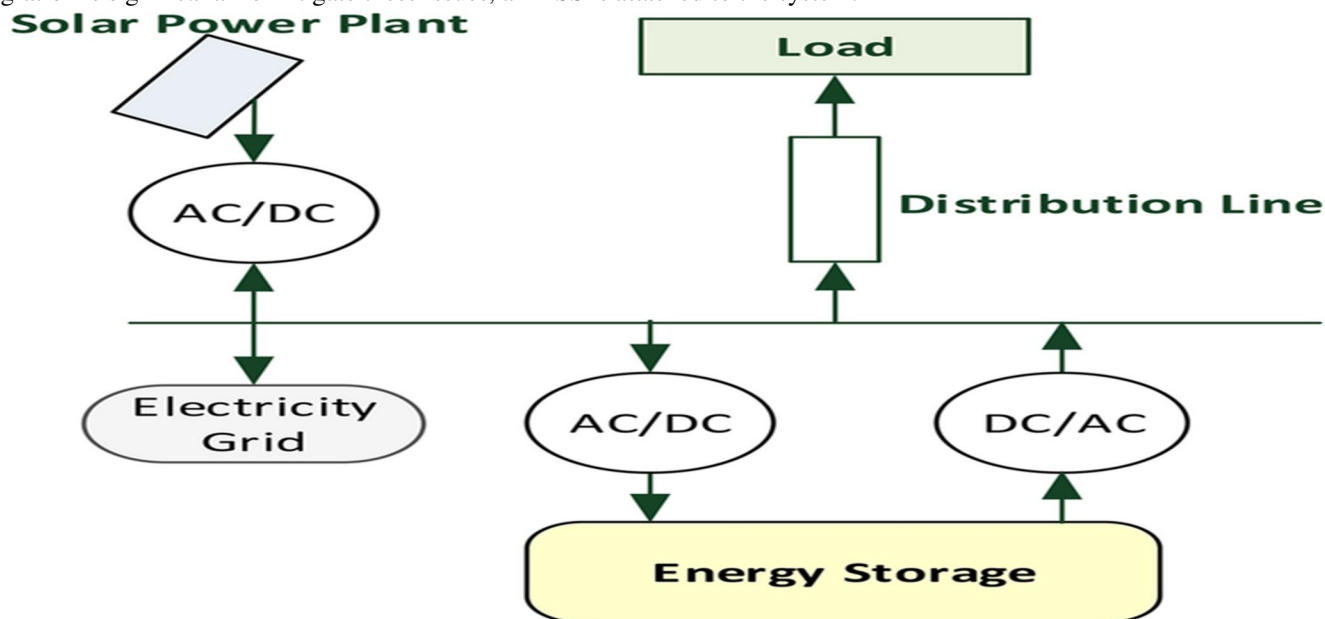 Solar Power Plant
Load
AC/DC
Distribution Line
Electricity
Grid
AC/DC
DC/AC
Energy Storage